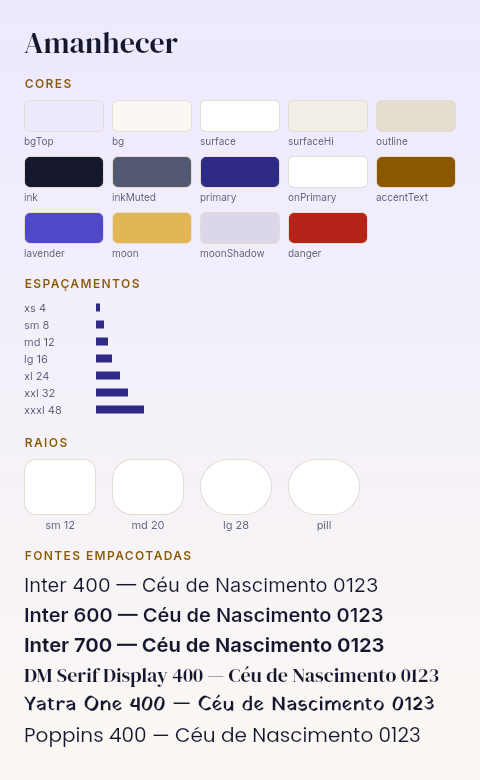 Amanhecer
CORES
bgTop bg surface surfaceHi outline
ink inkMuted primary onPrimary accentText
lavender moon moonShadow danger
ESPAÇAMENTOS
xs 4
sm 8
md 12
lg 16
xl 24
xxl 32
xxxl 48
RAIOS
sm 12 md 20 lg 28 pill
FONTES EMPACOTADAS
Inter 400 — Céu de Nascimento 0123
Inter 600 — Céu de Nascimento 0123
Inter 700 — Céu de Nascimento 0123
DM Serif Display 400 — Céu de Nascimento 0123
Yatra One 400 — Céu de Nascimento 0123
Poppins 400 — Céu de Nascimento 0123